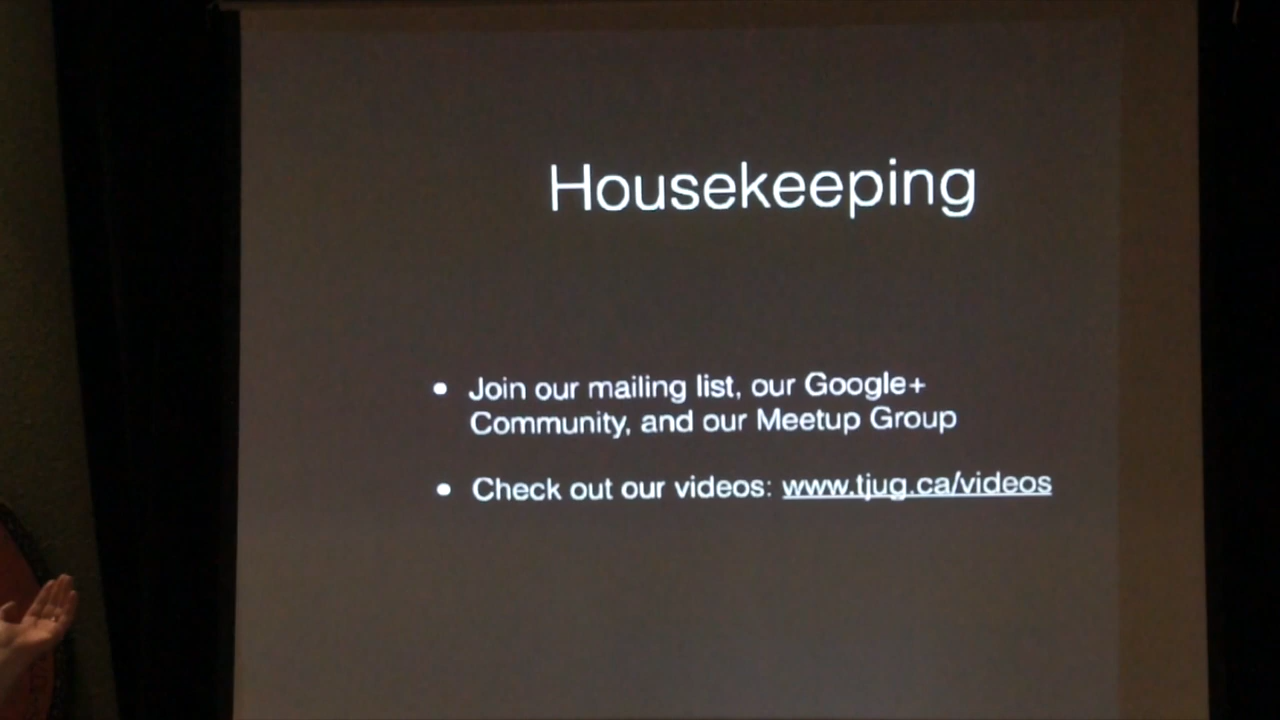 Housekeeping
• Join our mailing list, our Google+
Community, and our Meetup Group
• Check out our videos: www.tjug.ca/videos